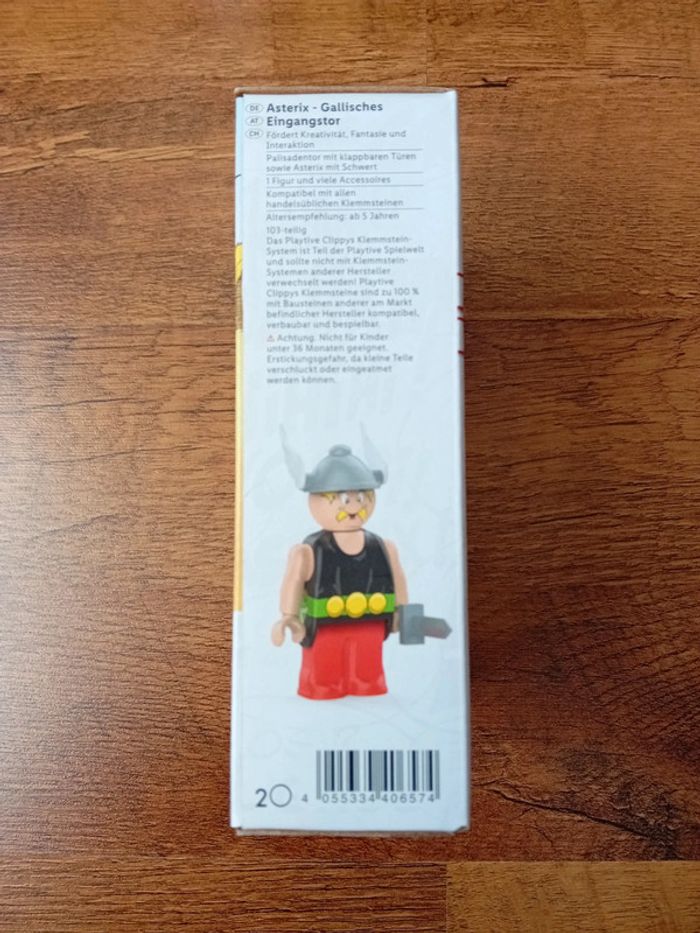 DE Asterix - Gallisches
AT Eingangstor
CH Fördert Kreativität, Fantasie und
Interaktion
Palisadentor mit klappbaren Türen
sowie Asterix mit Schwert
1 Figur und viele Accessoires
Kompatibel mit allen
handelsüblichen Klemmsteinen
Altersempfehlung: ab 5 Jahren
103-teilig
Das Playtive Clippys Klemmstein-
System ist Teil der Playtive Spielwelt
und sollte nicht mit Klemmstein-
Systemen anderer Hersteller
verwechselt werden! Playtive
Clippys Klemmsteine sind zu 100 %
mit Bausteinen anderer am Markt
befindlicher Hersteller kompatibel,
verbaubar und bespielbar.
⚠ Achtung. Nicht für Kinder
unter 36 Monaten geeignet.
Erstickungsgefahr, da kleine Teile
verschluckt oder eingeatmet
werden können.
2 4 055334 406574